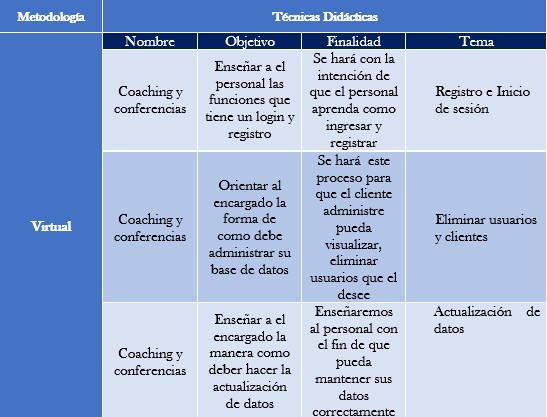 Metodología
Técnicas Didácticas
Nombre
Objetivo
Finalidad
Tema
Virtual
Coaching y
conferencias
Enseñar a el
personal las
funciones que
tiene un login y
registro
Se hará con la
intención de
que el personal
aprenda como
ingresar y
registrar
Registro e Inicio
de sesión
Coaching y
conferencias
Orientar al
encargado la
forma de
como debe
administrar su
base de datos
Se hará este
proceso para
que el cliente
administre
pueda
visualizar,
eliminar
usuarios que el
desee
Eliminar usuarios
y clientes
Coaching y
conferencias
Enseñar a el
encargado la
manera como
deber hacer la
actualización
de datos
Enseñaremos
al personal con
el fin de que
pueda
mantener sus
datos
correctamente
Actualización de
datos